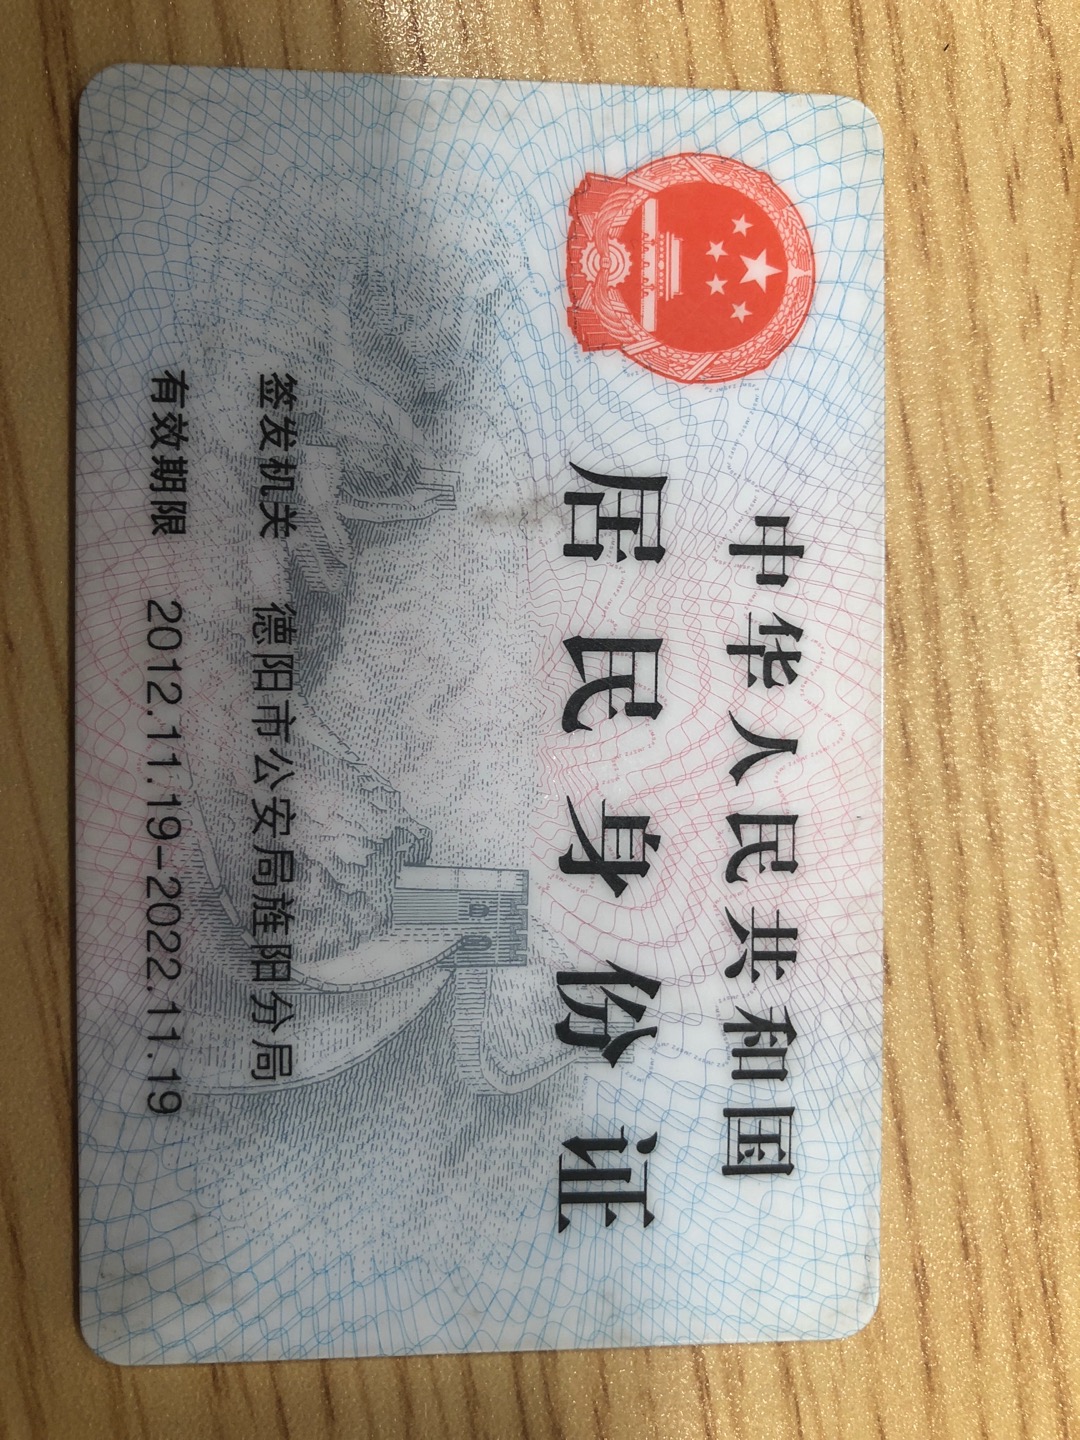 中华人民共和国
居民身份证
签发机关 德阳市公安局旌阳分局
有效期限 2012.11.19-2022.11.19